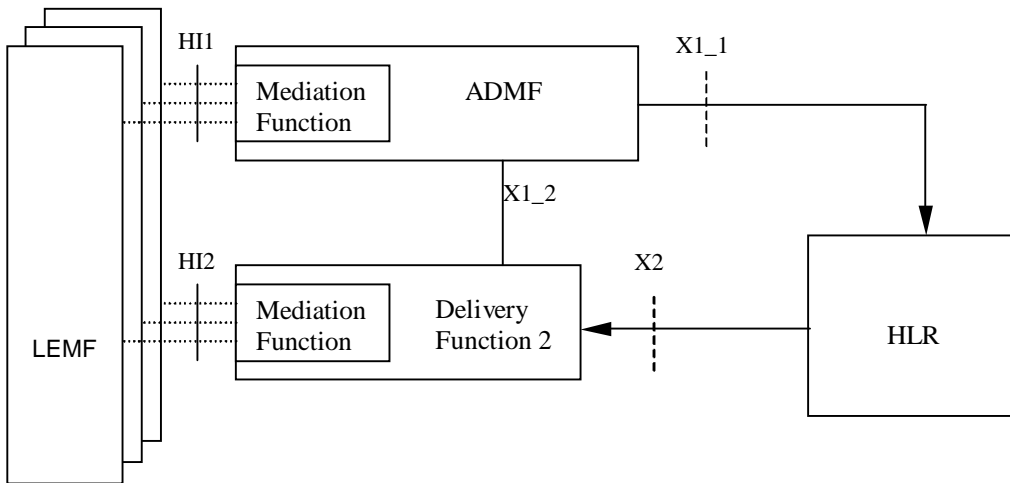 HI1
X1_1
Mediation
Function
ADMF
X1_2
HI2
X2
Mediation
Function
Delivery
Function 2
LEMF
HLR